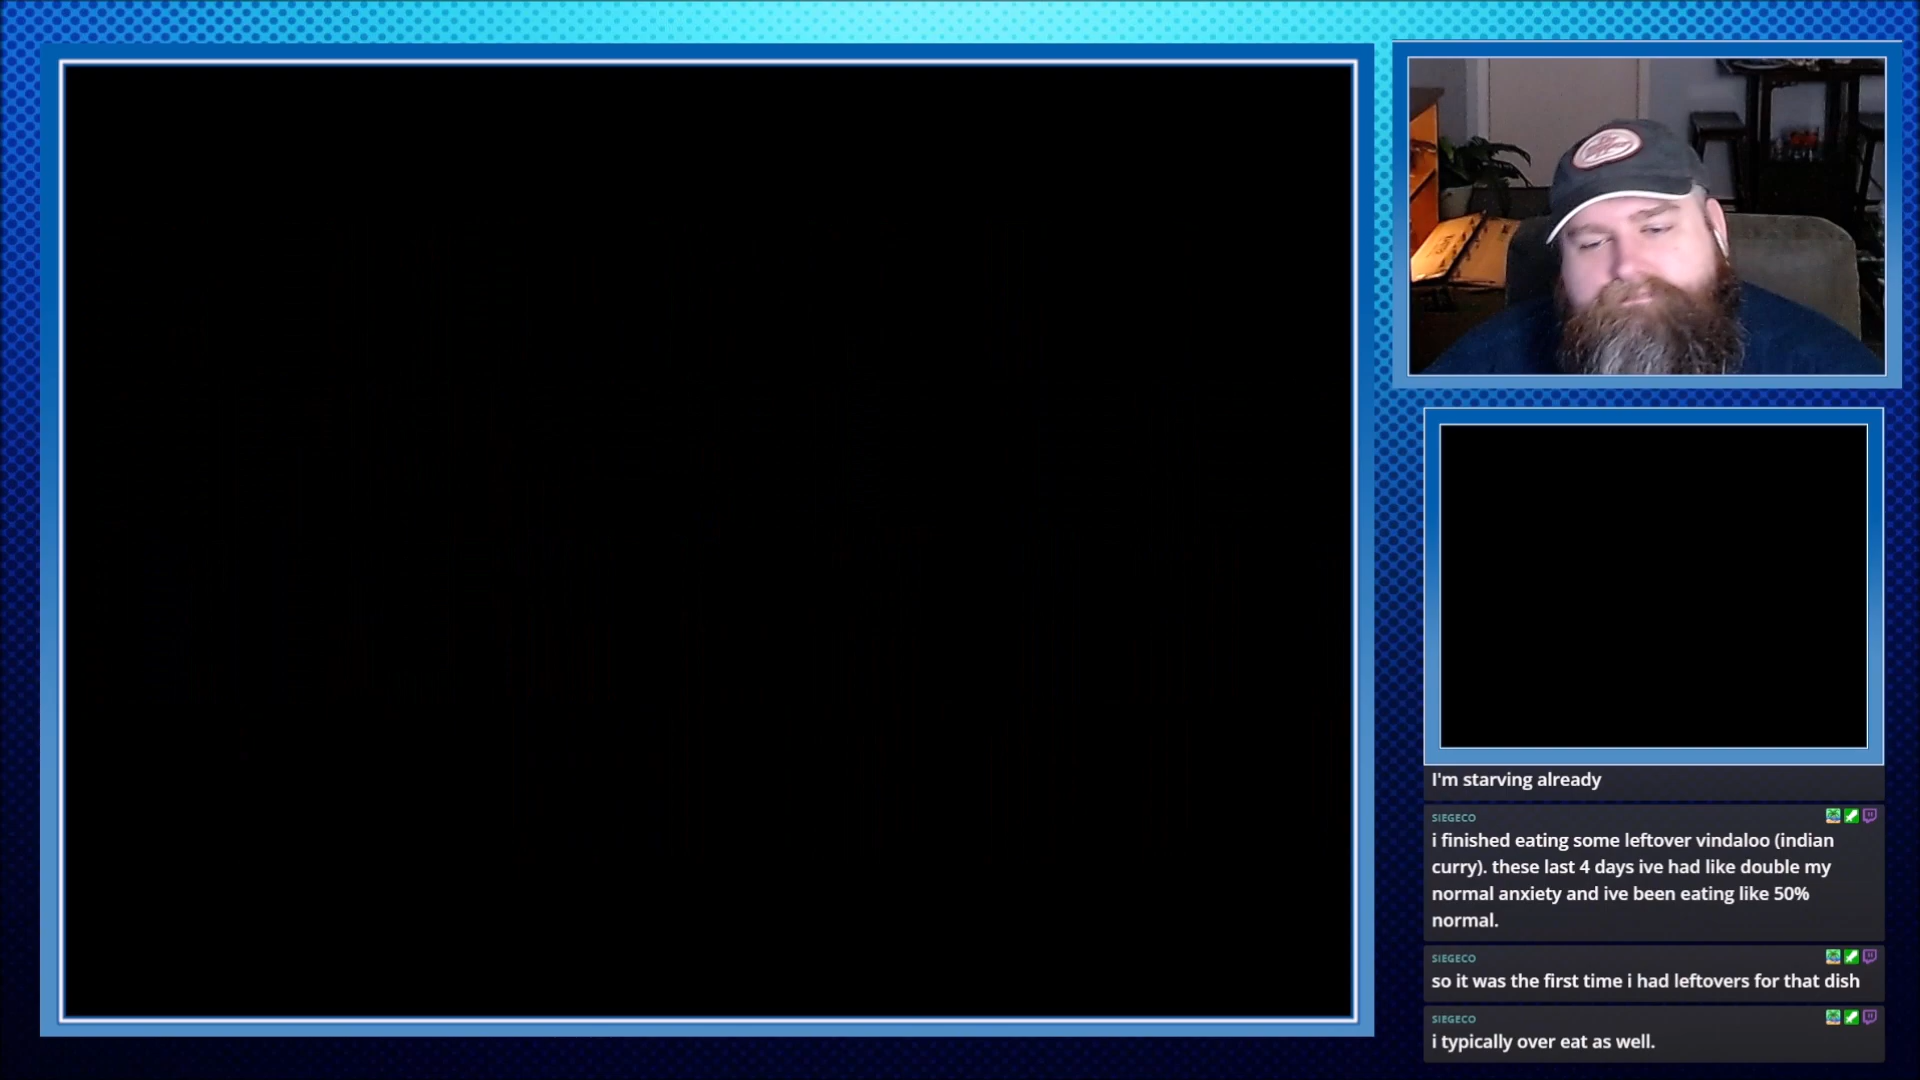 I'm starving already
SIEGECO
i finished eating some leftover vindaloo (indian
curry). these last 4 days ive had like double my
normal anxiety and ive been eating like 50%
normal.
SIEGECO
so it was the first time i had leftovers for that dish
SIEGECO
i typically over eat as well.